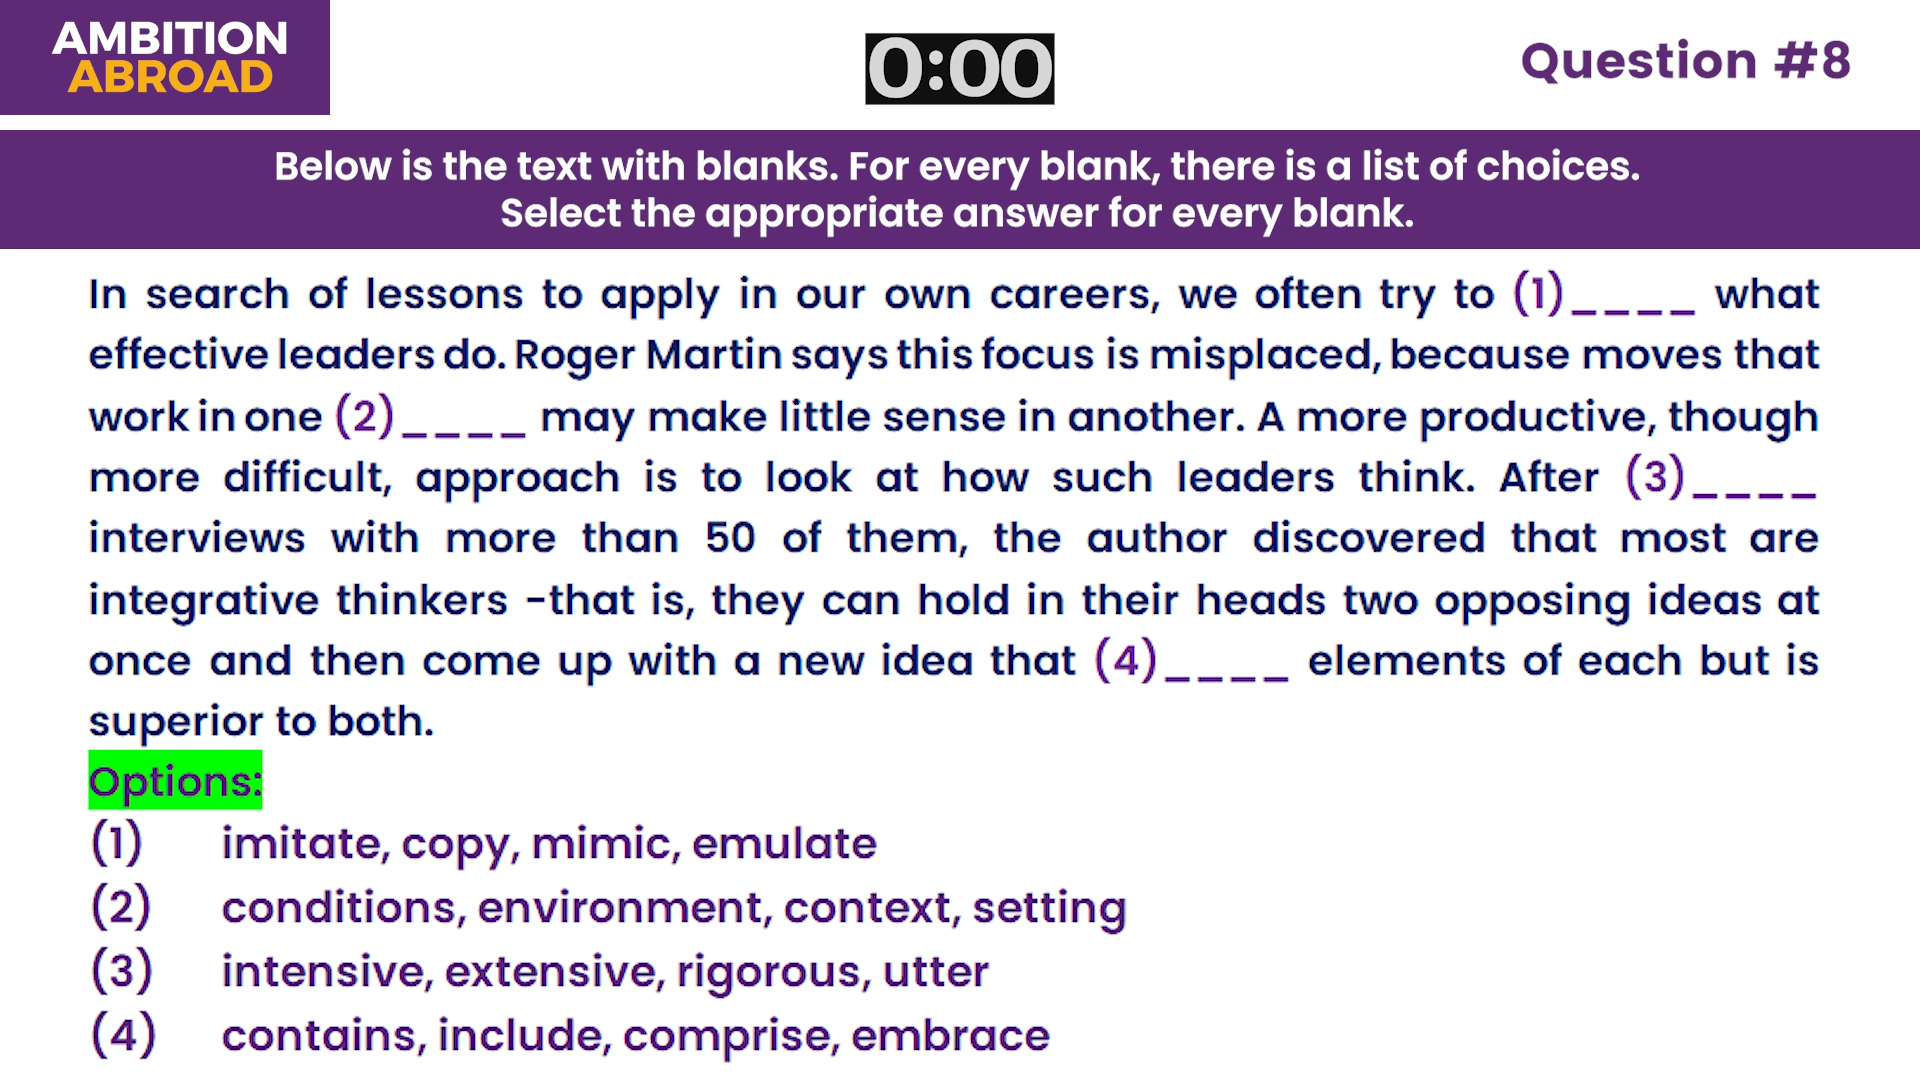 AMBITION
ABROAD
0:00
Question #8
Below is the text with blanks. For every blank, there is a list of choices.
Select the appropriate answer for every blank.
In search of lessons to apply in our own careers, we often try to (1)____ what
effective leaders do. Roger Martin says this focus is misplaced, because moves that
work in one (2)____ may make little sense in another. A more productive, though
more difficult, approach is to look at how such leaders think. After (3)____
interviews with more than 50 of them, the author discovered that most are
integrative thinkers -that is, they can hold in their heads two opposing ideas at
once and then come up with a new idea that (4)____ elements of each but is
superior to both.
Options:
(1) imitate, copy, mimic, emulate
(2) conditions, environment, context, setting
(3) intensive, extensive, rigorous, utter
(4) contains, include, comprise, embrace